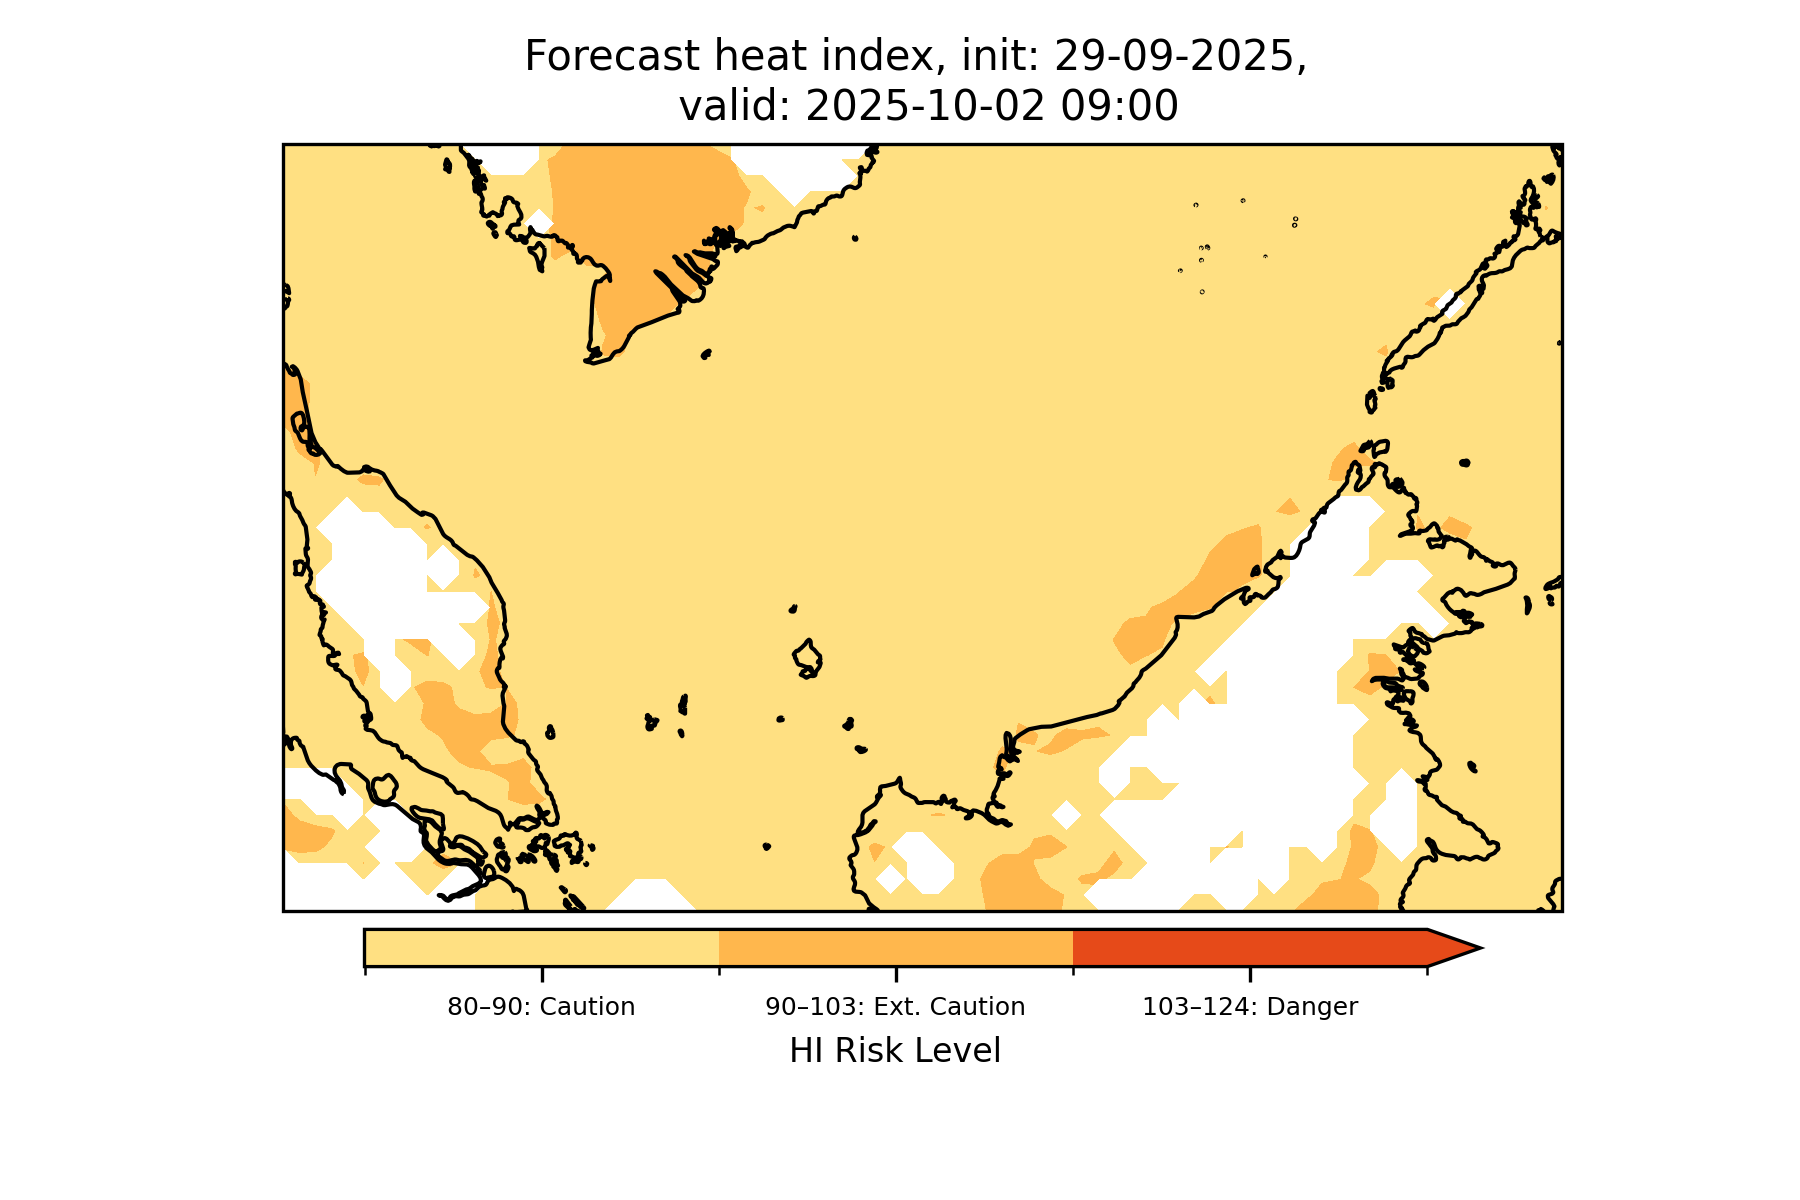 Forecast heat index, init: 29-09-2025,
valid: 2025-10-02 09:00
80–90: Caution
90–103: Ext. Caution
103–124: Danger
HI Risk Level